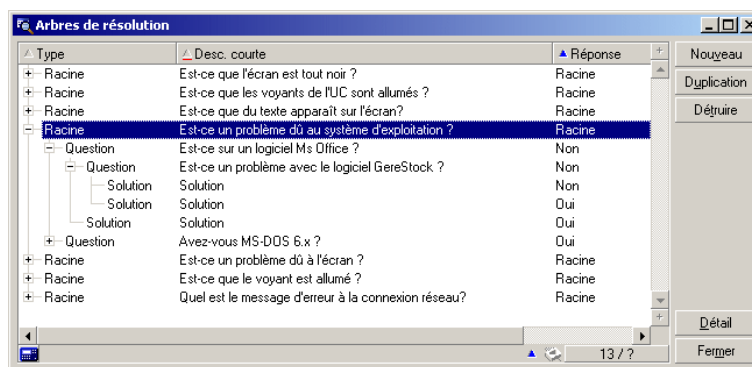 Arbres de résolution
Type Desc. courte Réponse
Racine Est-ce que l'écran est tout noir ? Racine
Racine Est-ce que les voyants de l'UC sont allumés ? Racine
Racine Est-ce que du texte apparaît sur l'écran? Racine
Racine Est-ce un problème dû au système d'exploitation ? Racine
Question Est-ce sur un logiciel Ms Office ? Non
Question Est-ce un problème avec le logiciel GereStock ? Non
Solution Solution Non
Solution Solution Oui
Solution Solution Oui
Question Avez-vous MS-DOS 6.x ? Oui
Racine Est-ce un problème dû à l'écran ? Racine
Racine Est-ce que le voyant est allumé ? Racine
Racine Quel est le message d'erreur à la connexion réseau? Racine
13 / ?
Nouveau
Duplication
Détruire
Détail
Fermer